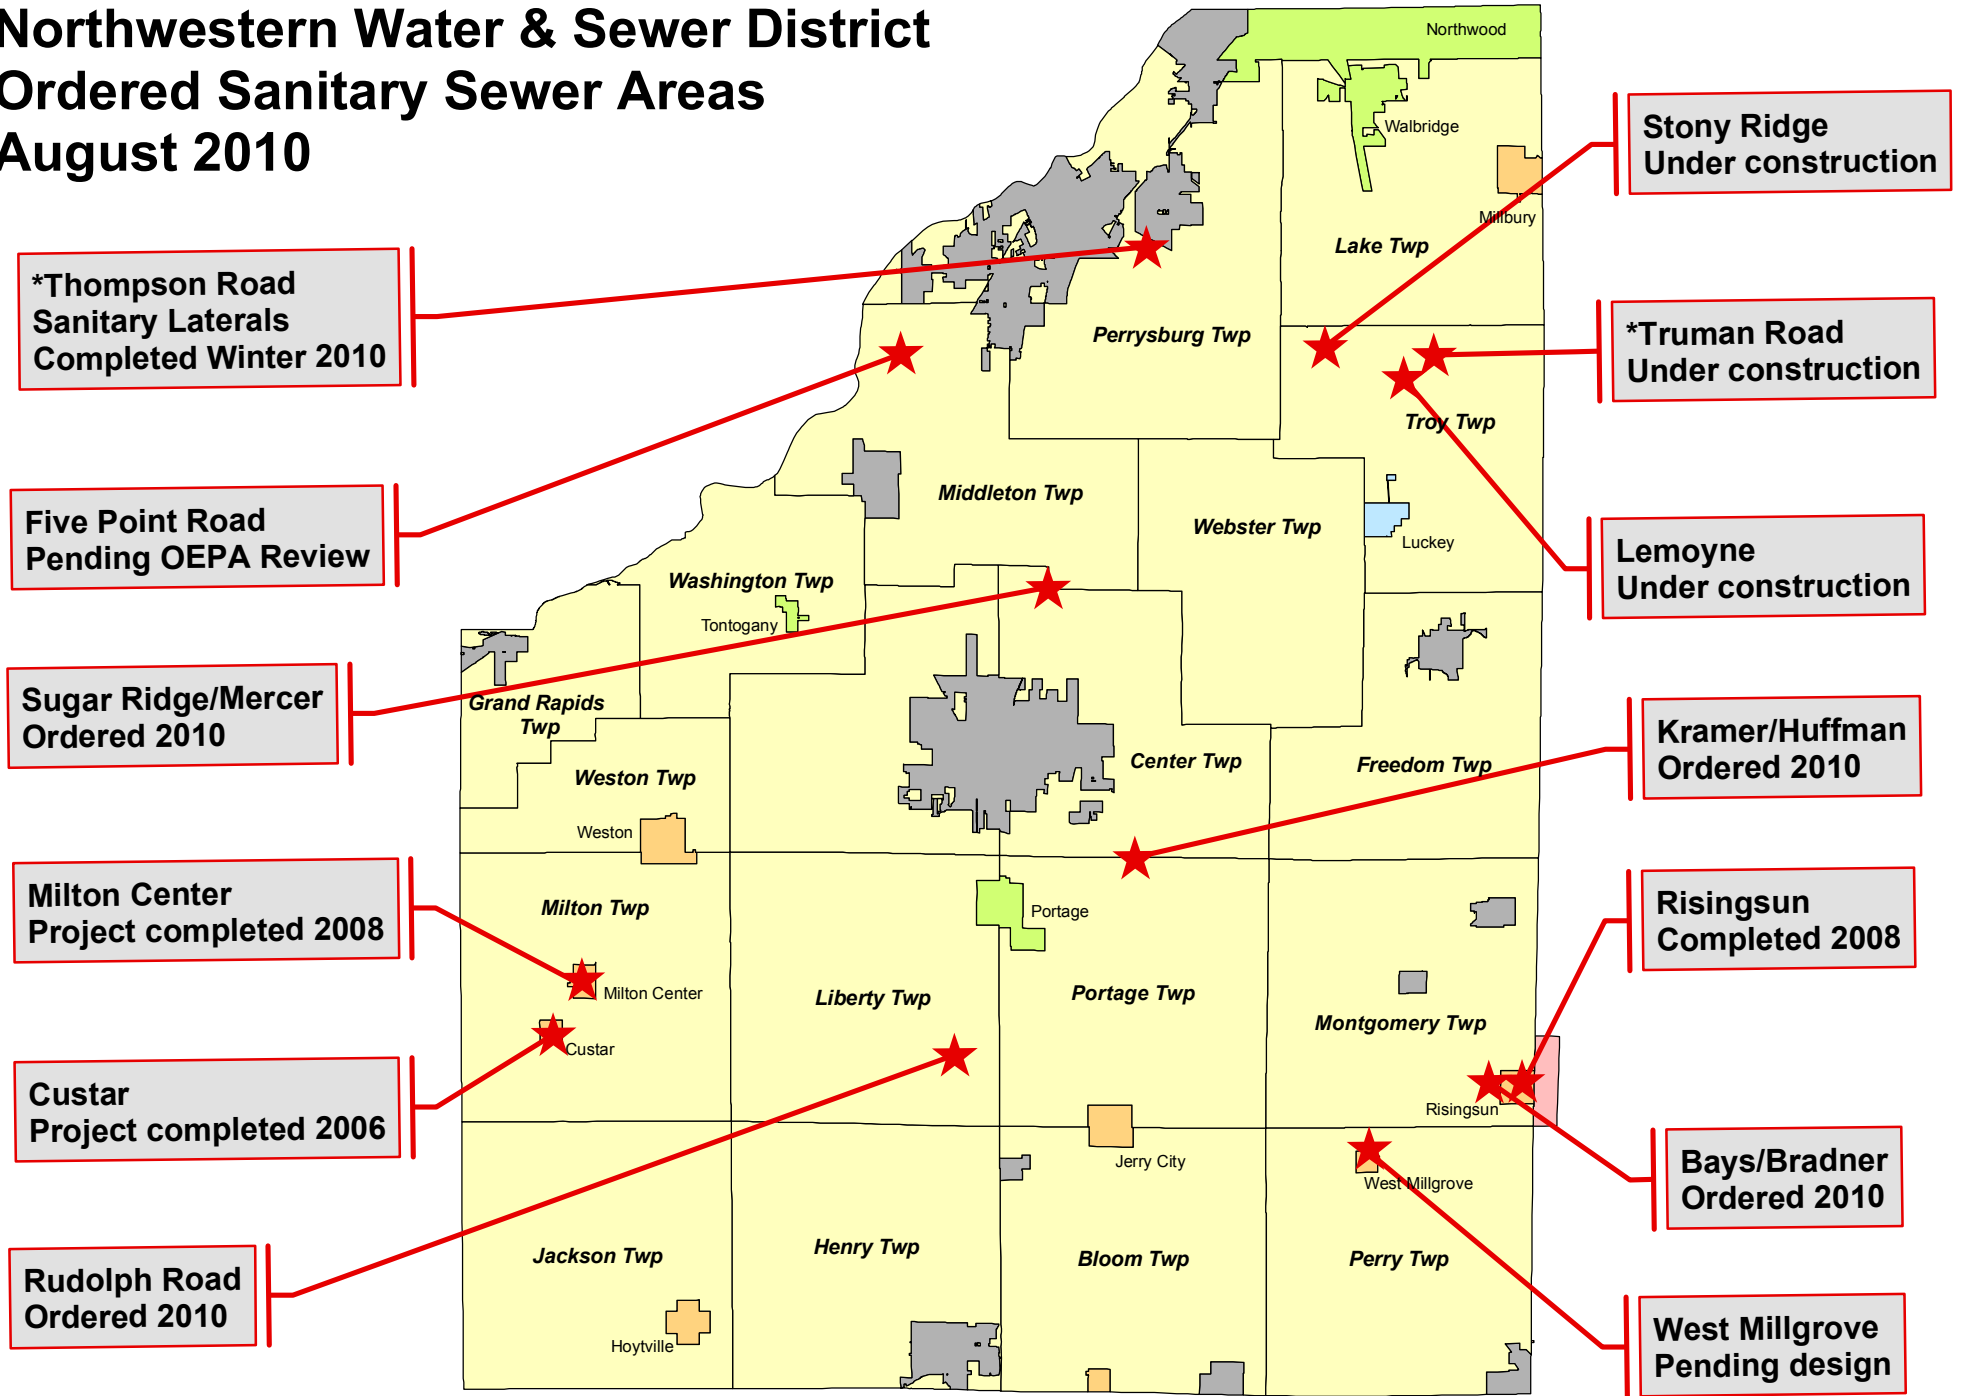 Northwestern Water & Sewer District
Ordered Sanitary Sewer Areas
August 2010
Northwood
Walbridge
Millbury
Lake Twp
Perrysburg Twp
Troy Twp
Middleton Twp
Webster Twp
Luckey
Washington Twp
Tontogany
Grand Rapids
Twp
Weston Twp
Center Twp
Freedom Twp
Weston
Milton Twp
Portage
Milton Center
Liberty Twp
Portage Twp
Montgomery Twp
Custar
Risingsun
Jerry City
West Millgrove
Jackson Twp
Henry Twp
Bloom Twp
Perry Twp
Hoytville
*Thompson Road
Sanitary Laterals
Completed Winter 2010
Five Point Road
Pending OEPA Review
Sugar Ridge/Mercer
Ordered 2010
Milton Center
Project completed 2008
Custar
Project completed 2006
Rudolph Road
Ordered 2010
Stony Ridge
Under construction
*Truman Road
Under construction
Lemoyne
Under construction
Kramer/Huffman
Ordered 2010
Risingsun
Completed 2008
Bays/Bradner
Ordered 2010
West Millgrove
Pending design